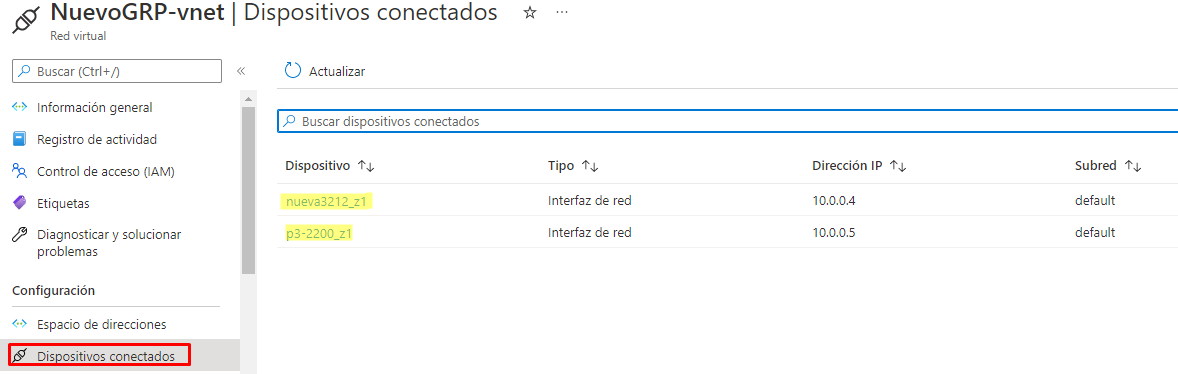 NuevoGRP-vnet | Dispositivos conectados
Red virtual
Buscar (Ctrl+/)
Información general
Registro de actividad
Control de acceso (IAM)
Etiquetas
Diagnosticar y solucionar
problemas
Configuración
Espacio de direcciones
Dispositivos conectados
Actualizar
Buscar dispositivos conectados
Dispositivo Tipo Dirección IP Subred
nueva3212_z1 Interfaz de red 10.0.0.4 default
p3-2200_z1 Interfaz de red 10.0.0.5 default